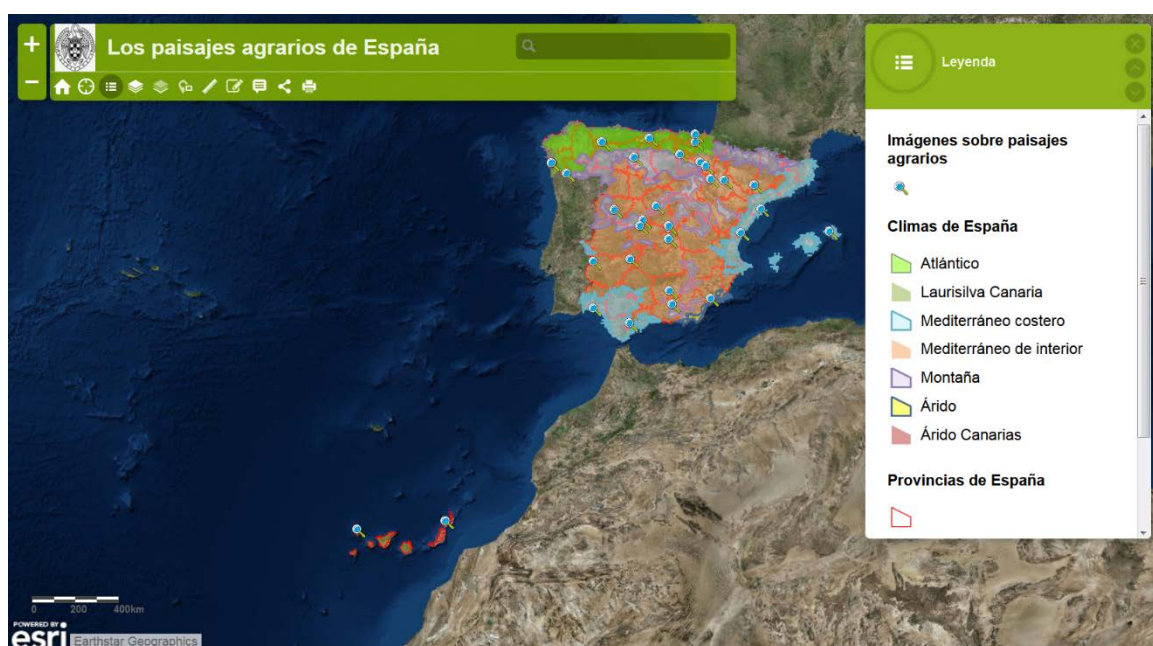 +
Los paisajes agrarios de España
−
Leyenda
Imágenes sobre paisajes
agrarios
Climas de España
Atlántico
Laurisilva Canaria
Mediterráneo costero
Mediterráneo de interior
Montaña
Árido
Árido Canarias
Provincias de España
0 200 400km
POWERED BY
esri
Earthstar Geographics